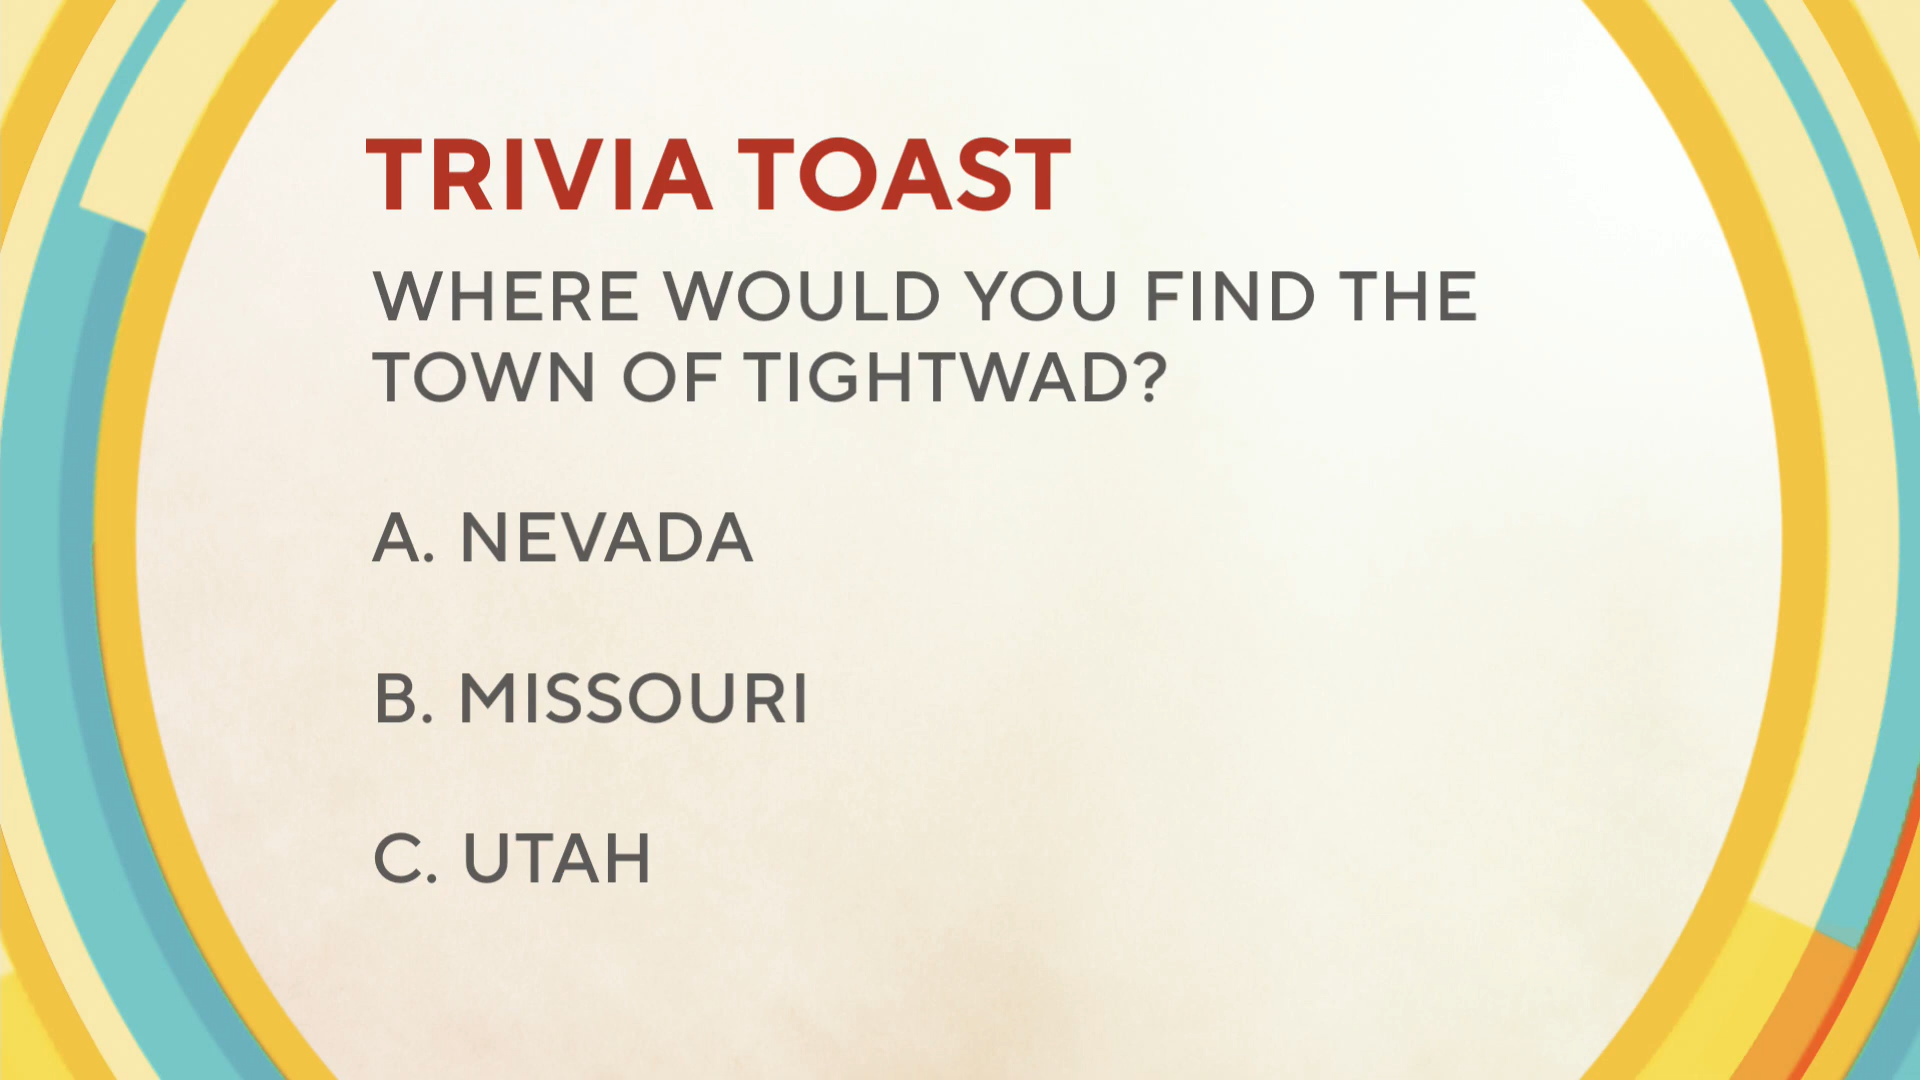 TRIVIA TOAST
WHERE WOULD YOU FIND THE
TOWN OF TIGHTWAD?
A. NEVADA
B. MISSOURI
C. UTAH